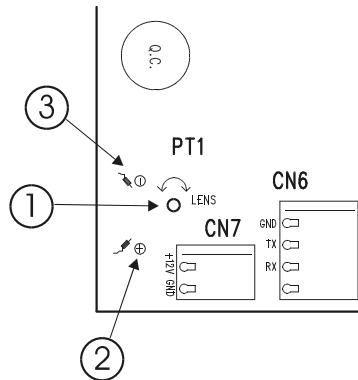 Q.C.
3
PT1
1
LENS
CN6
CN7
GND
TX
RX
+12V
GND
2